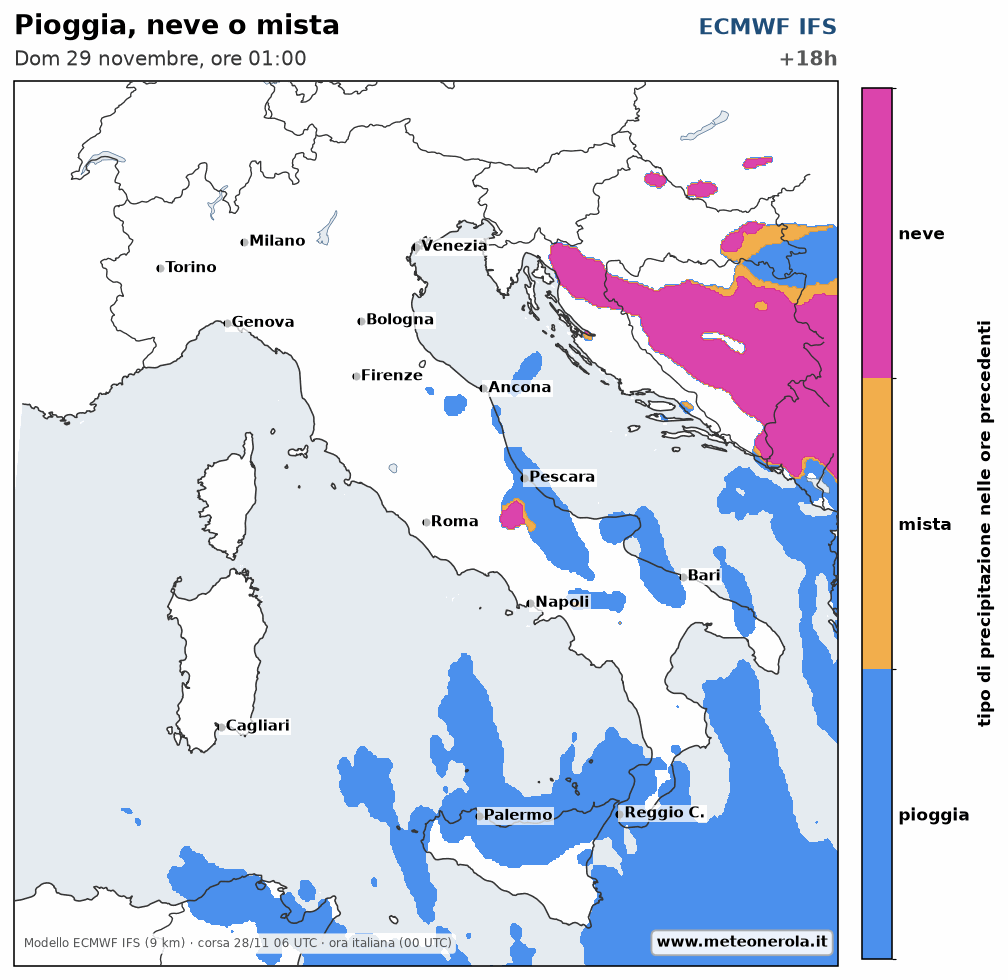 Pioggia, neve o mista
ECMWF IFS
Dom 29 novembre, ore 01:00
+18h
Milano
Venezia
Torino
Genova
Bologna
Firenze
Ancona
Pescara
Roma
Bari
Napoli
Cagliari
Palermo
Reggio C.
neve
mista
pioggia
tipo di precipitazione nelle ore precedenti
Modello ECMWF IFS (9 km) · corsa 28/11 06 UTC · ora italiana (00 UTC)
www.meteonerola.it